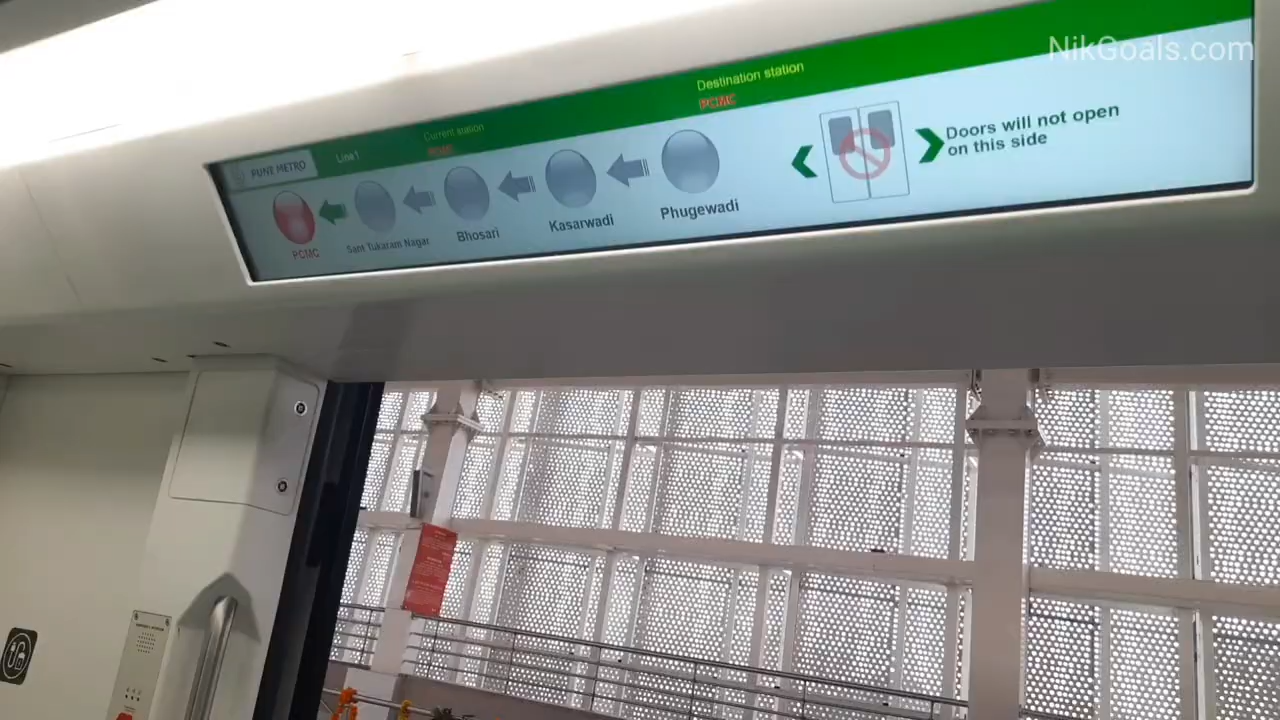 NikGoals.com
Destination station
PCMC
Current station
PCMC
Line1
PUNE METRO
PCMC
Sant Tukaram Nagar
Bhosari
Kasarwadi
Phugewadi
Doors will not open
on this side